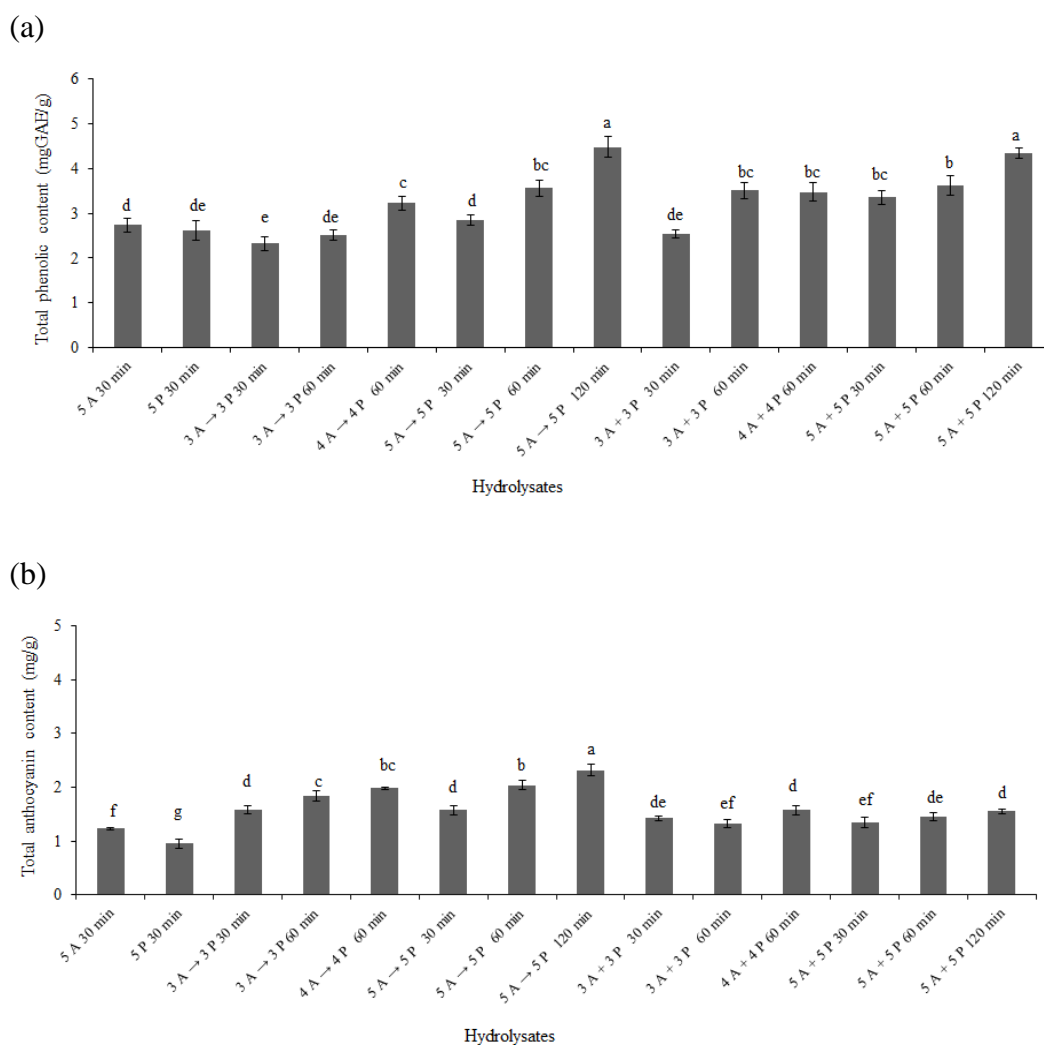 (a)
Total phenolic content (mgGAE/g)
6
5
4
3
2
1
0
d
de
e
de
c
d
bc
a
de
bc
bc
bc
b
a
5 A 30 min
5 P 30 min
3 A → 3 P 30 min
3 A → 3 P 60 min
4 A → 4 P 60 min
5 A → 5 P 30 min
5 A → 5 P 60 min
5 A → 5 P 120 min
3 A + 3 P 30 min
3 A + 3 P 60 min
4 A + 4 P 60 min
5 A + 5 P 30 min
5 A + 5 P 60 min
5 A + 5 P 120 min
Hydrolysates
(b)
Total anthocyanin content (mg/g)
5
4
3
2
1
0
f
g
d
c
bc
d
b
a
de
ef
d
ef
de
d
5 A 30 min
5 P 30 min
3 A → 3 P 30 min
3 A → 3 P 60 min
4 A → 4 P 60 min
5 A → 5 P 30 min
5 A → 5 P 60 min
5 A → 5 P 120 min
3 A + 3 P 30 min
3 A + 3 P 60 min
4 A + 4 P 60 min
5 A + 5 P 30 min
5 A + 5 P 60 min
5 A + 5 P 120 min
Hydrolysates